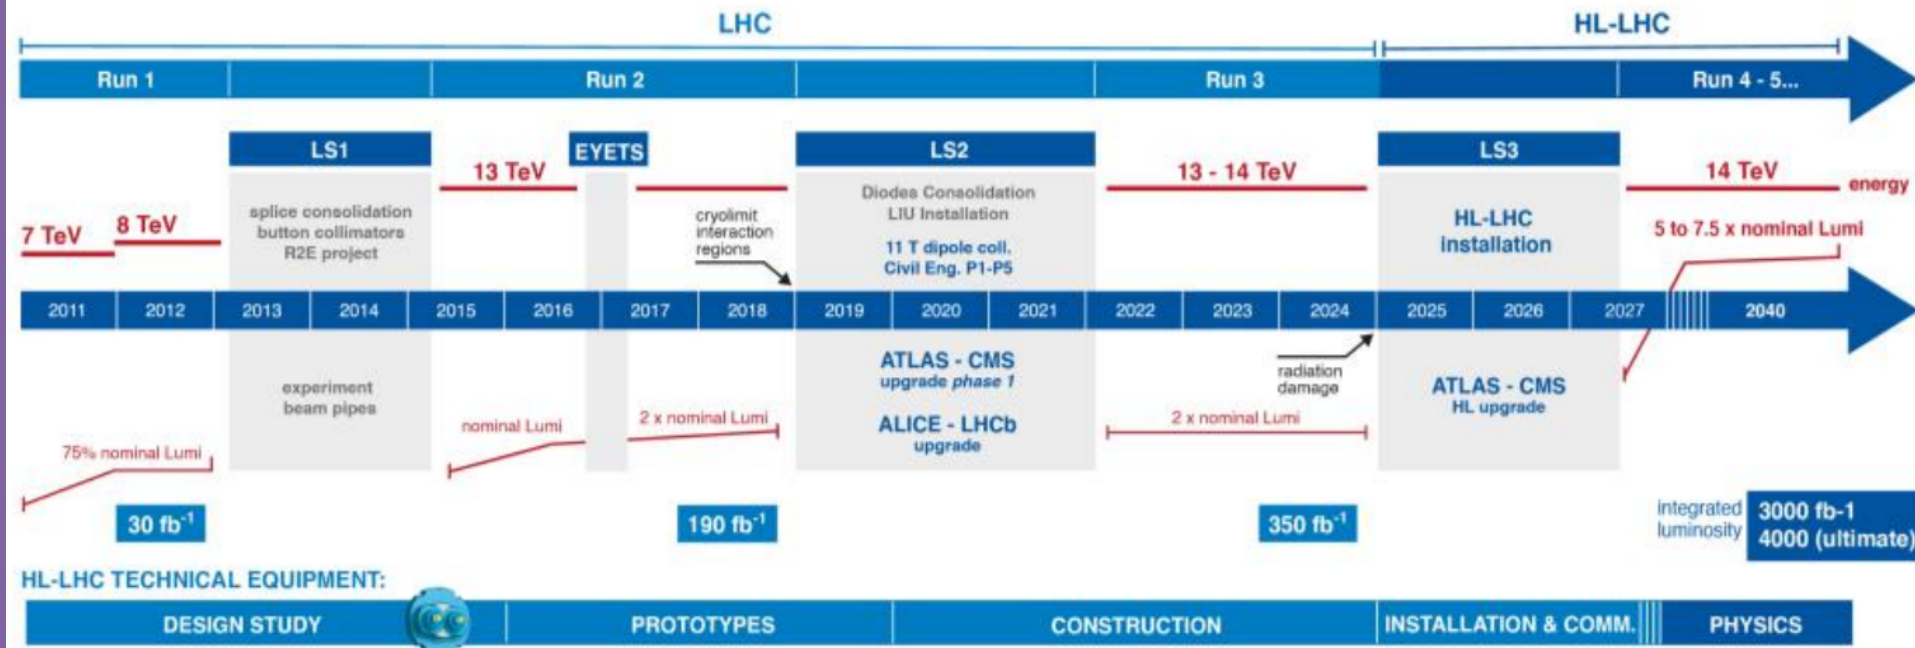 LHC
HL-LHC
Run 1
Run 2
Run 3
Run 4 - 5...
LS1
EYETS
LS2
LS3
13 TeV
13 - 14 TeV
14 TeV
energy
7 TeV
8 TeV
splice consolidation
button collimators
R2E project
cryolimit
interaction
regions
Diodes Consolidation
LIU Installation
11 T dipole coll.
Civil Eng. P1-P5
HL-LHC
installation
5 to 7.5 x nominal Lumi
2011
2012
2013
2014
2015
2016
2017
2018
2019
2020
2021
2022
2023
2024
2025
2026
2027
2040
experiment
beam pipes
ATLAS - CMS
upgrade phase 1
ALICE - LHCb
upgrade
radiation
damage
ATLAS - CMS
HL upgrade
75% nominal Lumi
nominal Lumi
2 x nominal Lumi
2 x nominal Lumi
30 fb⁻¹
190 fb⁻¹
350 fb⁻¹
integrated
luminosity
3000 fb-1
4000 (ultimate)
HL-LHC TECHNICAL EQUIPMENT:
DESIGN STUDY
PROTOTYPES
CONSTRUCTION
INSTALLATION & COMM.
PHYSICS